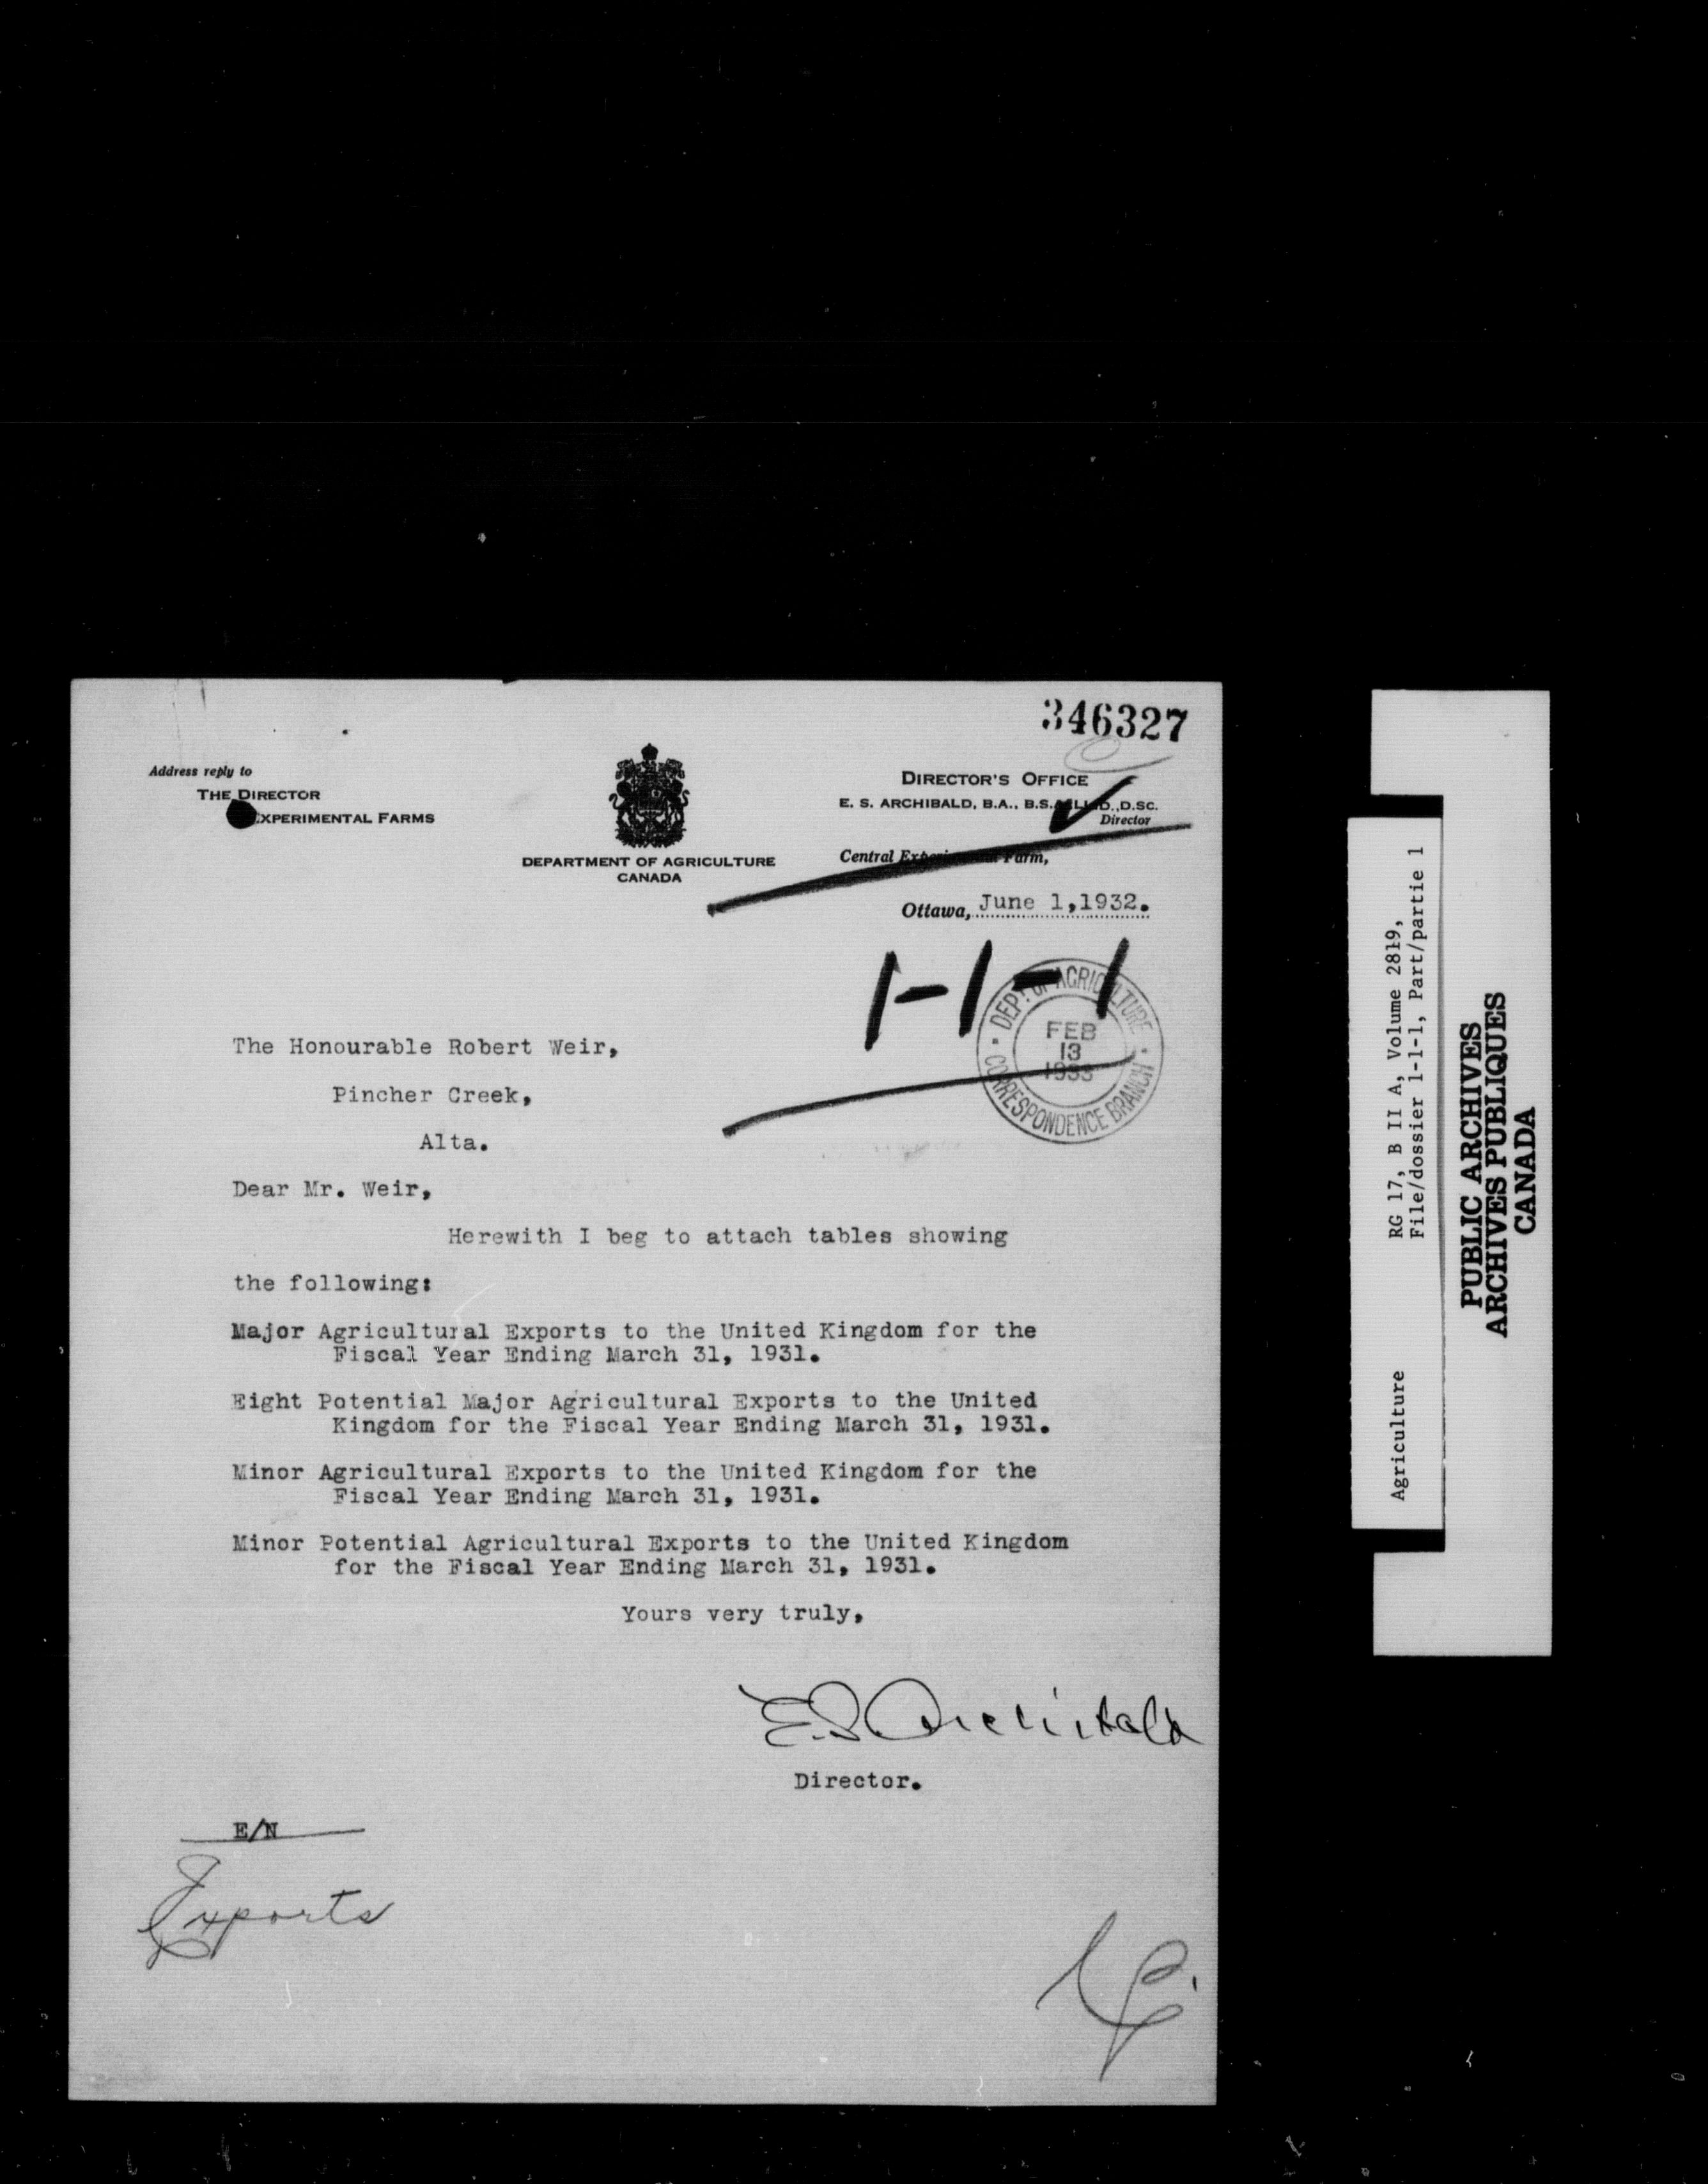 346327
Address reply to
THE DIRECTOR
EXPERIMENTAL FARMS
DEPARTMENT OF AGRICULTURE
CANADA
DIRECTOR'S OFFICE
E. S. ARCHIBALD, B.A., B.S.A., LL.D., D.SC.
Director
Central Experimental Farm,
Ottawa, June 1,1932.
1-1-1
DEPT. OF AGRICULTURE
FEB
13
1933
CORRESPONDENCE BRANCH
The Honourable Robert Weir,
Pincher Creek,
Alta.
Dear Mr. Weir,
Herewith I beg to attach tables showing
the following:
Major Agricultural Exports to the United Kingdom for the
Fiscal Year Ending March 31, 1931.
Eight Potential Major Agricultural Exports to the United
Kingdom for the Fiscal Year Ending March 31, 1931.
Minor Agricultural Exports to the United Kingdom for the
Fiscal Year Ending March 31, 1931.
Minor Potential Agricultural Exports to the United Kingdom
for the Fiscal Year Ending March 31, 1931.
Yours very truly,
E.S. Archibald
Director.
E/N
Exports
Agriculture RG 17, B II A, Volume 2819,
File/dossier 1-1-1, Part/partie 1
PUBLIC ARCHIVES
ARCHIVES PUBLIQUES
CANADA